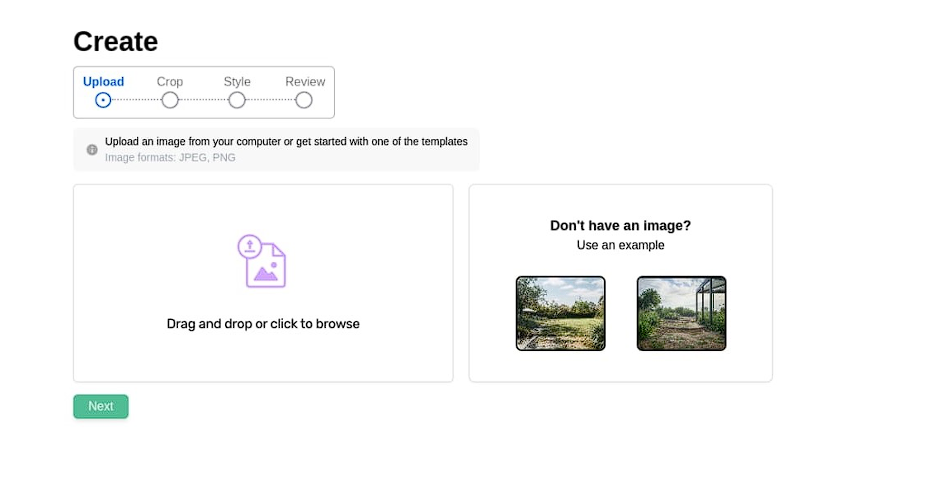 Create
Upload Crop Style Review
Upload an image from your computer or get started with one of the templates
Image formats: JPEG, PNG
Drag and drop or click to browse
Don't have an image?
Use an example
Next